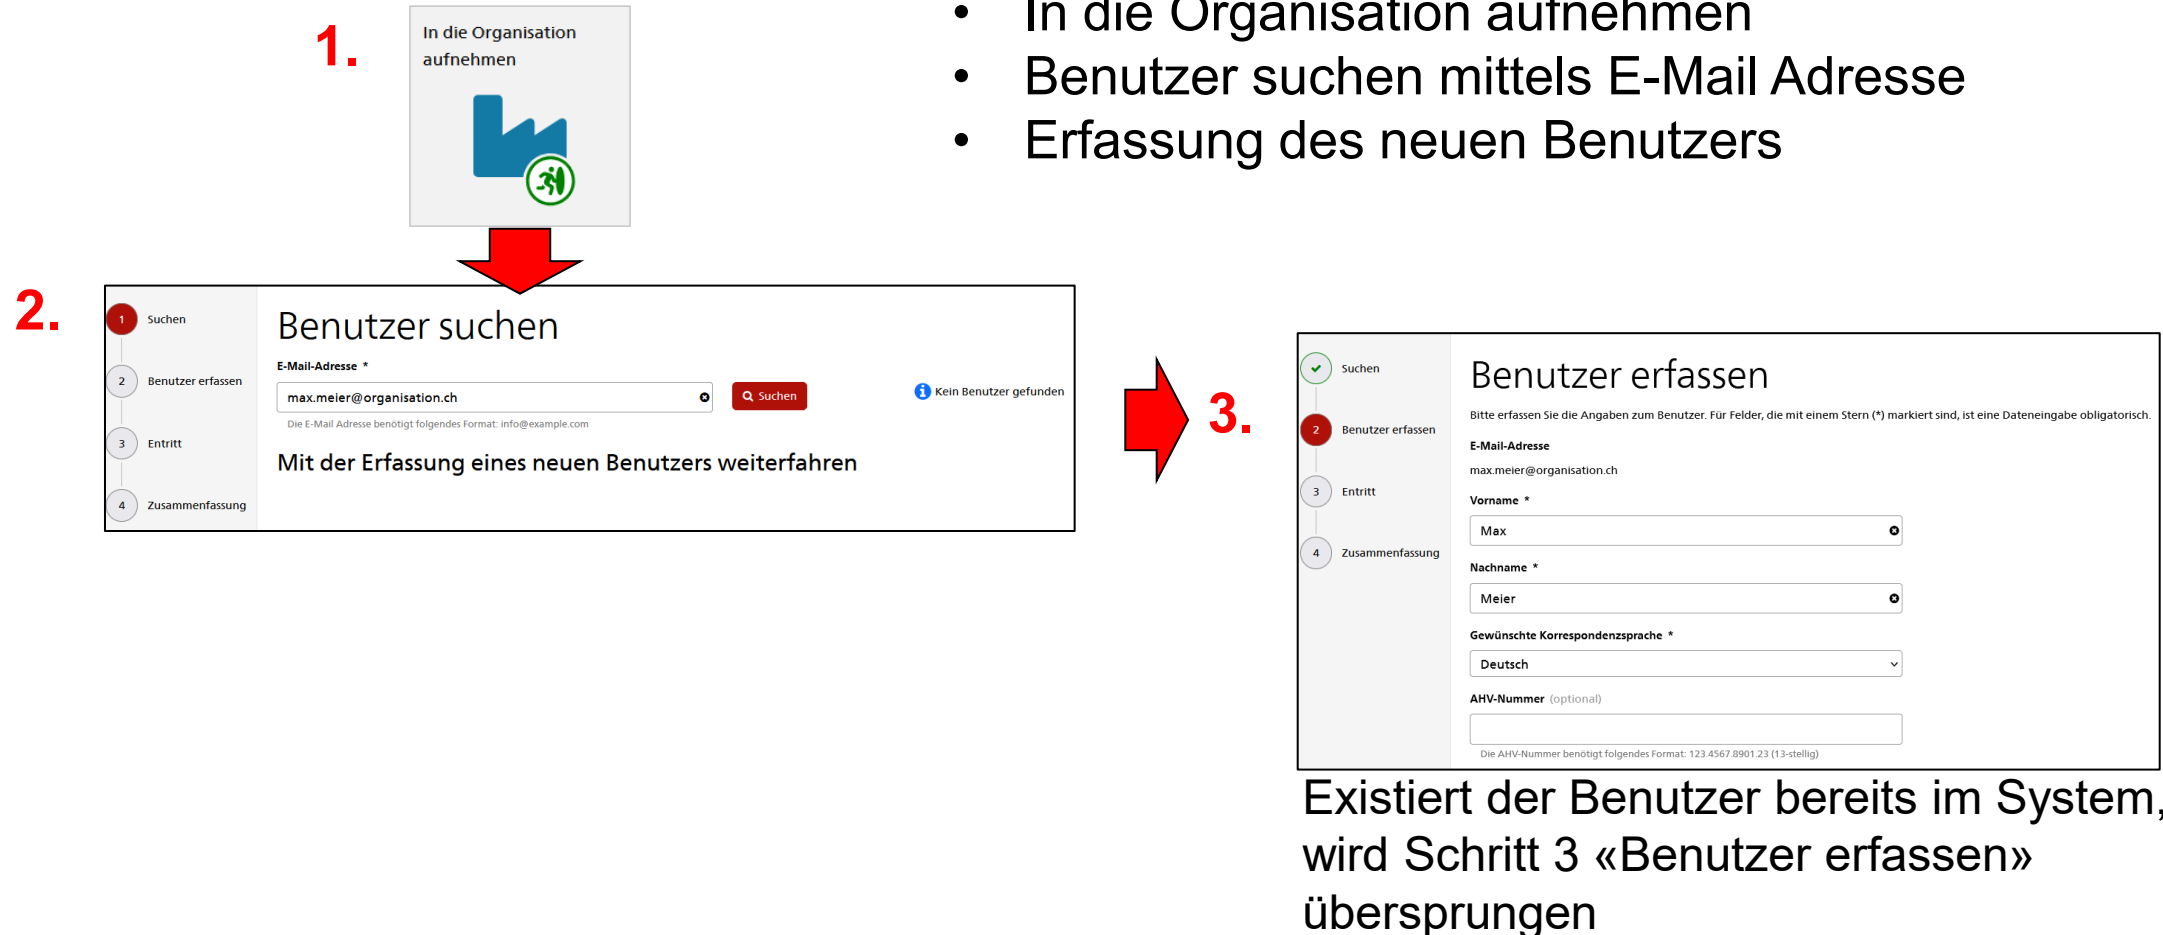 1.
In die Organisation
aufnehmen
• In die Organisation aufnehmen
• Benutzer suchen mittels E-Mail Adresse
• Erfassung des neuen Benutzers
2.
1 Suchen
2 Benutzer erfassen
3 Entritt
4 Zusammenfassung
Benutzer suchen
E-Mail-Adresse *
max.meier@organisation.ch
Suchen
Kein Benutzer gefunden
Die E-Mail Adresse benötigt folgendes Format: info@example.com
Mit der Erfassung eines neuen Benutzers weiterfahren
3.
Suchen
2 Benutzer erfassen
3 Entritt
4 Zusammenfassung
Benutzer erfassen
Bitte erfassen Sie die Angaben zum Benutzer. Für Felder, die mit einem Stern (*) markiert sind, ist eine Dateneingabe obligatorisch.
E-Mail-Adresse
max.meier@organisation.ch
Vorname *
Max
Nachname *
Meier
Gewünschte Korrespondenzsprache *
Deutsch
AHV-Nummer (optional)
Die AHV-Nummer benötigt folgendes Format: 123.4567.8901.23 (13-stellig)
Existiert der Benutzer bereits im System,
wird Schritt 3 «Benutzer erfassen»
übersprungen